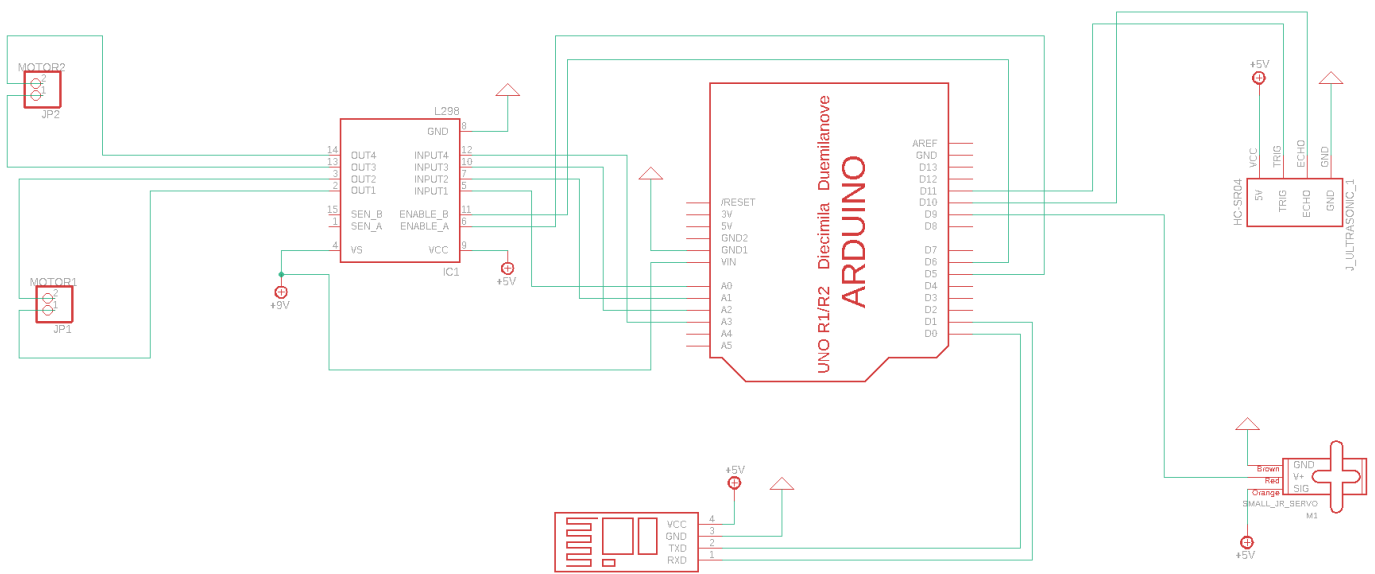 MOTOR2
2
1
JP2
MOTOR1
2
1
JP1
L298
GND 8
14 OUT4 INPUT4 12
13 OUT3 INPUT3 10
3 OUT2 INPUT2 7
2 OUT1 INPUT1 5
15 SEN_B ENABLE_B 11
1 SEN_A ENABLE_A 6
4 VS VCC 9
IC1
+9V
+5V
UNO R1/R2 Diecimila Duemilanove
ARDUINO
/RESET
3V
5V
GND2
GND1
VIN
A0
A1
A2
A3
A4
A5
AREF
GND
D13
D12
D11
D10
D9
D8
D7
D6
D5
D4
D3
D2
D1
D0
+5V
VCC TRIG ECHO GND
5V TRIG ECHO GND
HC-SR04
J_ULTRASONIC_1
+5V
VCC 4
GND 3
TXD 2
RXD 1
Brown GND
Red V+
Orange SIG
SMALL_JR_SERVO
M1
+5V